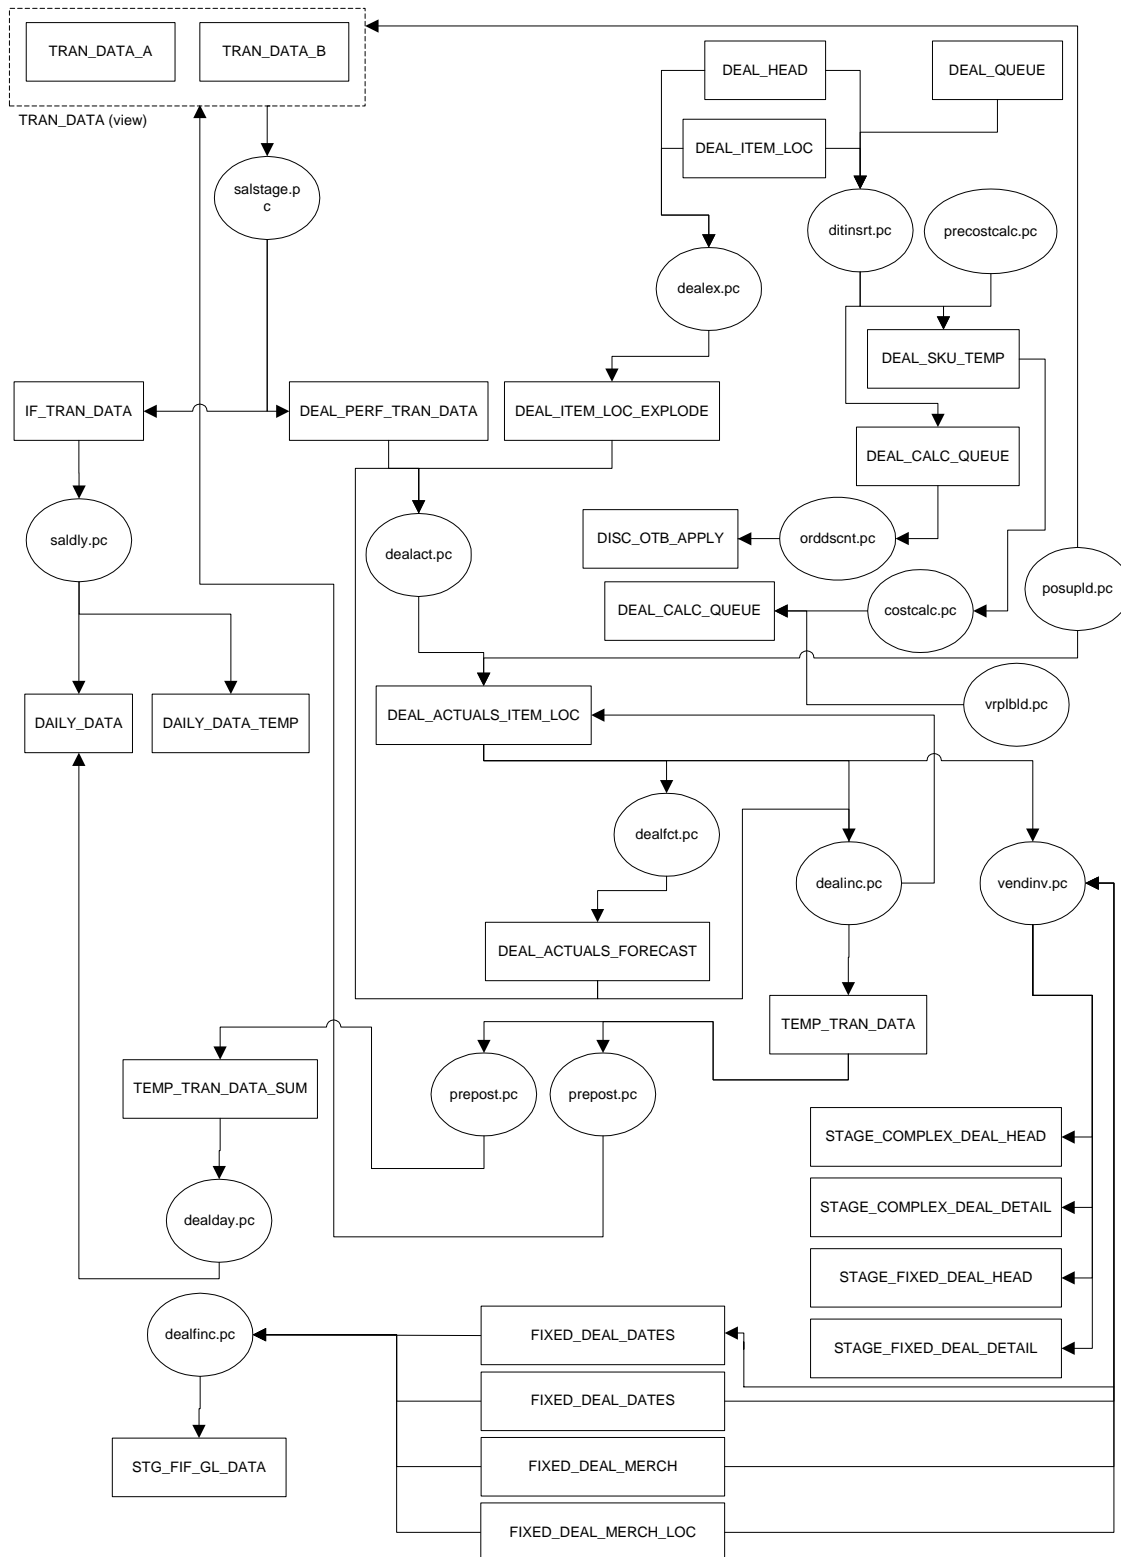 TRAN_DATA_A
TRAN_DATA_B
TRAN_DATA (view)
DEAL_HEAD
DEAL_QUEUE
DEAL_ITEM_LOC
salstage.p
c
ditinsrt.pc
precostcalc.pc
dealex.pc
DEAL_SKU_TEMP
IF_TRAN_DATA
DEAL_PERF_TRAN_DATA
DEAL_ITEM_LOC_EXPLODE
DEAL_CALC_QUEUE
saldly.pc
dealact.pc
DISC_OTB_APPLY
orddscnt.pc
DEAL_CALC_QUEUE
costcalc.pc
posupld.pc
DAILY_DATA
DAILY_DATA_TEMP
DEAL_ACTUALS_ITEM_LOC
vrplbld.pc
dealfct.pc
dealinc.pc
vendinv.pc
DEAL_ACTUALS_FORECAST
TEMP_TRAN_DATA
TEMP_TRAN_DATA_SUM
prepost.pc
prepost.pc
STAGE_COMPLEX_DEAL_HEAD
STAGE_COMPLEX_DEAL_DETAIL
dealday.pc
STAGE_FIXED_DEAL_HEAD
dealfinc.pc
FIXED_DEAL_DATES
STAGE_FIXED_DEAL_DETAIL
FIXED_DEAL_DATES
STG_FIF_GL_DATA
FIXED_DEAL_MERCH
FIXED_DEAL_MERCH_LOC